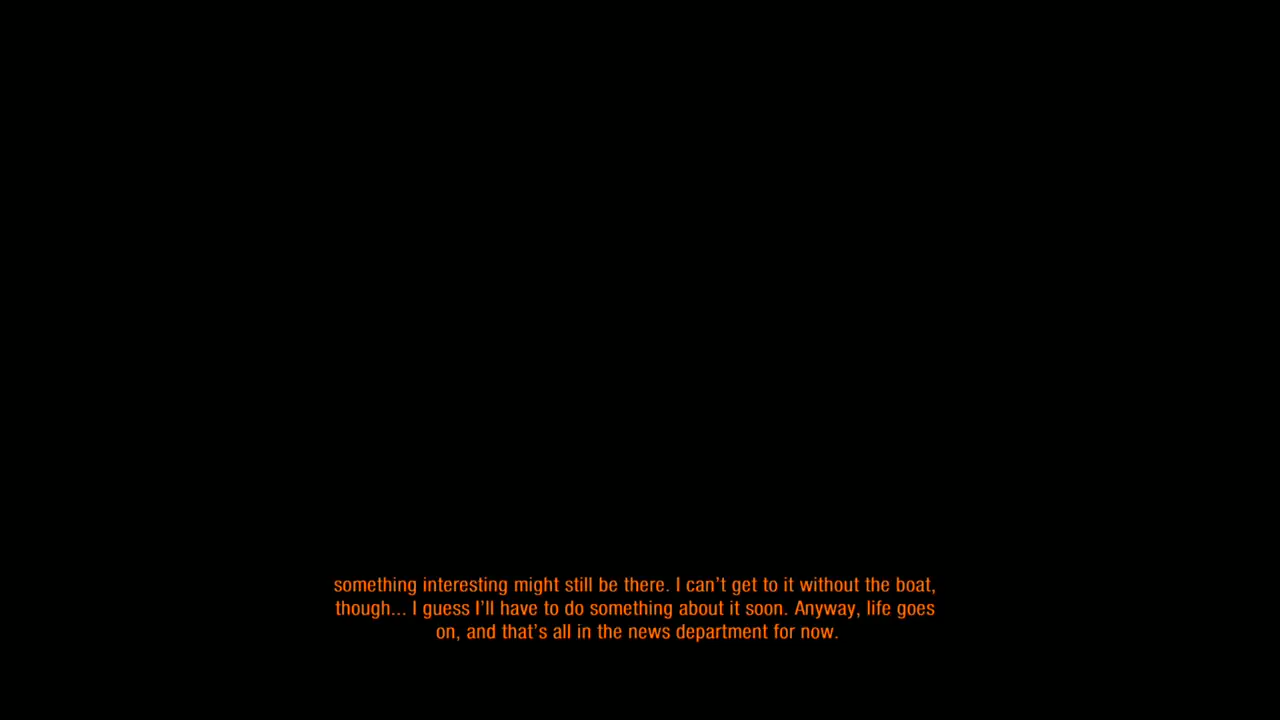 something interesting might still be there. I can’t get to it without the boat,
though... I guess I’ll have to do something about it soon. Anyway, life goes
on, and that’s all in the news department for now.